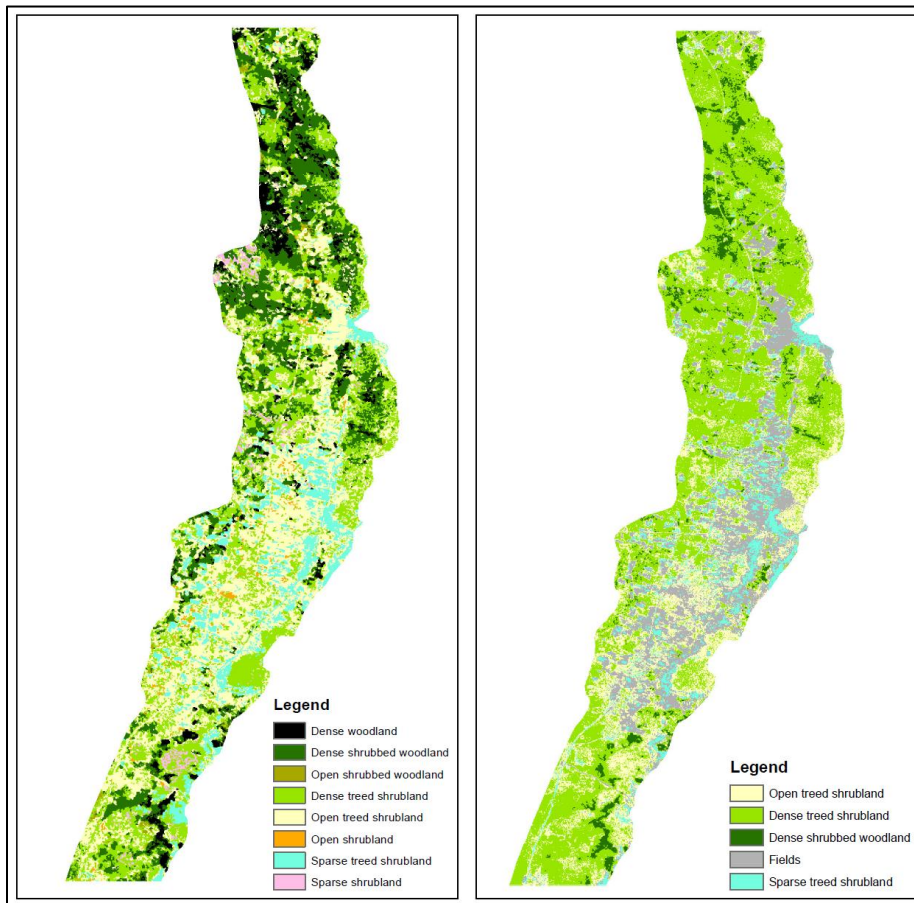 Legend
Dense woodland
Dense shrubbed woodland
Open shrubbed woodland
Dense treed shrubland
Open treed shrubland
Open shrubland
Sparse treed shrubland
Sparse shrubland
Legend
Open treed shrubland
Dense treed shrubland
Dense shrubbed woodland
Fields
Sparse treed shrubland